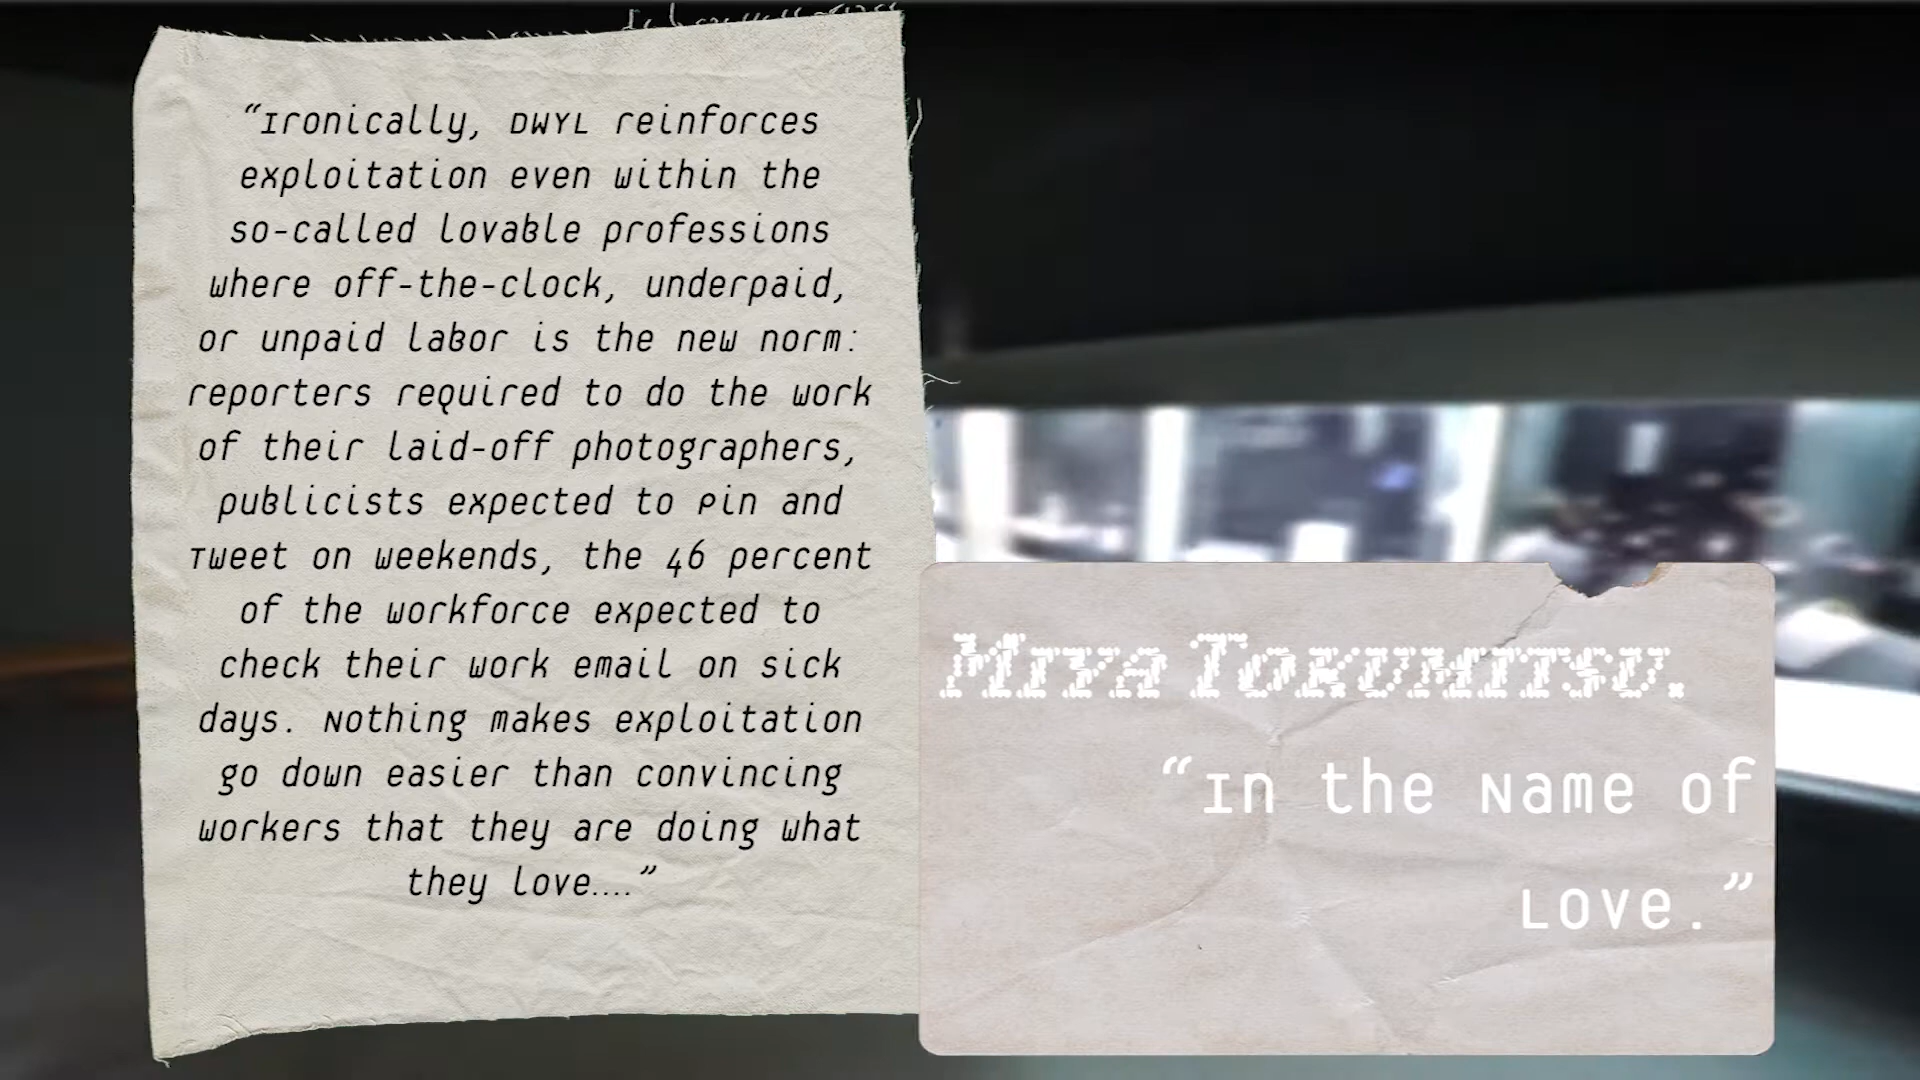 “Ironically, DWYL reinforces
exploitation even within the
so-called lovable professions
where off-the-clock, underpaid,
or unpaid labor is the new norm:
reporters required to do the work
of their laid-off photographers,
publicists expected to Pin and
Tweet on weekends, the 46 percent
of the workforce expected to
check their work email on sick
days. Nothing makes exploitation
go down easier than convincing
workers that they are doing what
they love....”
Miya Tokumitsu.
“In the Name of
Love.”